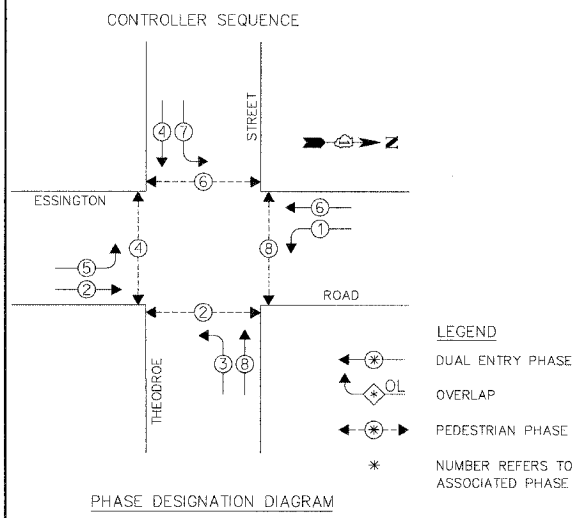 CONTROLLER SEQUENCE
STREET
4 7
N
6
ESSINGTON
6
1
4
8
5
2
ROAD
2
3 8
THEODROE
LEGEND
* DUAL ENTRY PHASE
* OL OVERLAP
* PEDESTRIAN PHASE
* NUMBER REFERS TO
ASSOCIATED PHASE
PHASE DESIGNATION DIAGRAM